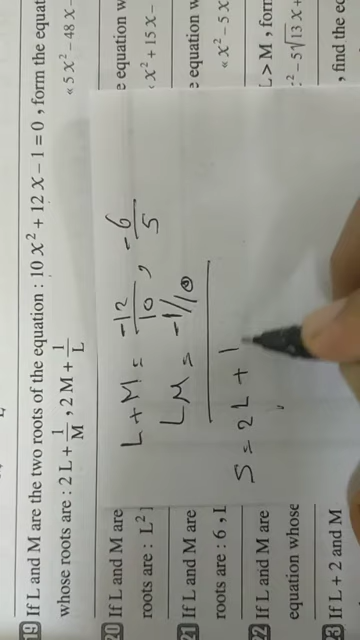 19 If L and M are the two roots of the equation : 10 X² + 12 X – 1 = 0 , form the equat
whose roots are : 2 L + 1/M , 2 M + 1/L
« 5 X² – 48 X –
20 If L and M are
e equation w
roots are : L²
X² + 15 X –
21 If L and M are
e equation w
roots are : 6 , L
« X² – 5 X
22 If L and M are
L > M , form
equation whose
² – 5√13 X +
23 If L + 2 and M
, find the ec
L + M = -12/10 , -6/5
LM = -1/10
S = 2L + 1